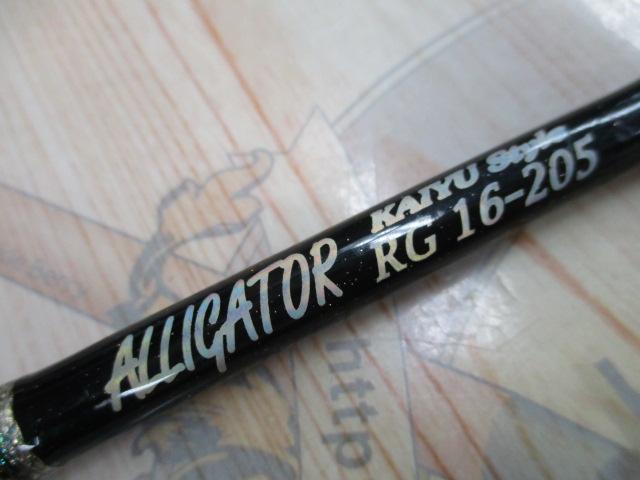 ALLIGATOR
KAIYU Style
RG 16-205
http